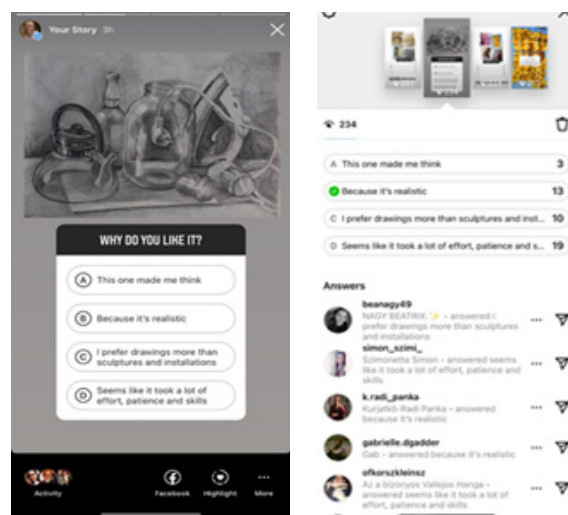 Your Story 3h
WHY DO YOU LIKE IT?
A This one made me think
B Because it's realistic
C I prefer drawings more than
sculptures and installations
D Seems like it took a lot of
effort, patience and skills
Activity
Facebook
Highlight
More
234
A This one made me think 3
Because it's realistic 13
C I prefer drawings more than sculptures and inst... 10
D Seems like it took a lot of effort, patience and s... 19
Answers
beanagy49
NAGY BEATRIX.✨ • answered i
prefer drawings more than sculptures
and installations
simon_szimi_
Szimonetta Simon • answered seems
like it took a lot of effort, patience and
skills
k.radi_panka
Kurjatkó-Radi Panka • answered
because it's realistic
gabrielle.dgadder
Gab • answered because it's realistic
ofkorszkleinsz
Az a bizonyos Vallejos Hanga •
answered seems like it took a lot of
effort, patience and skills